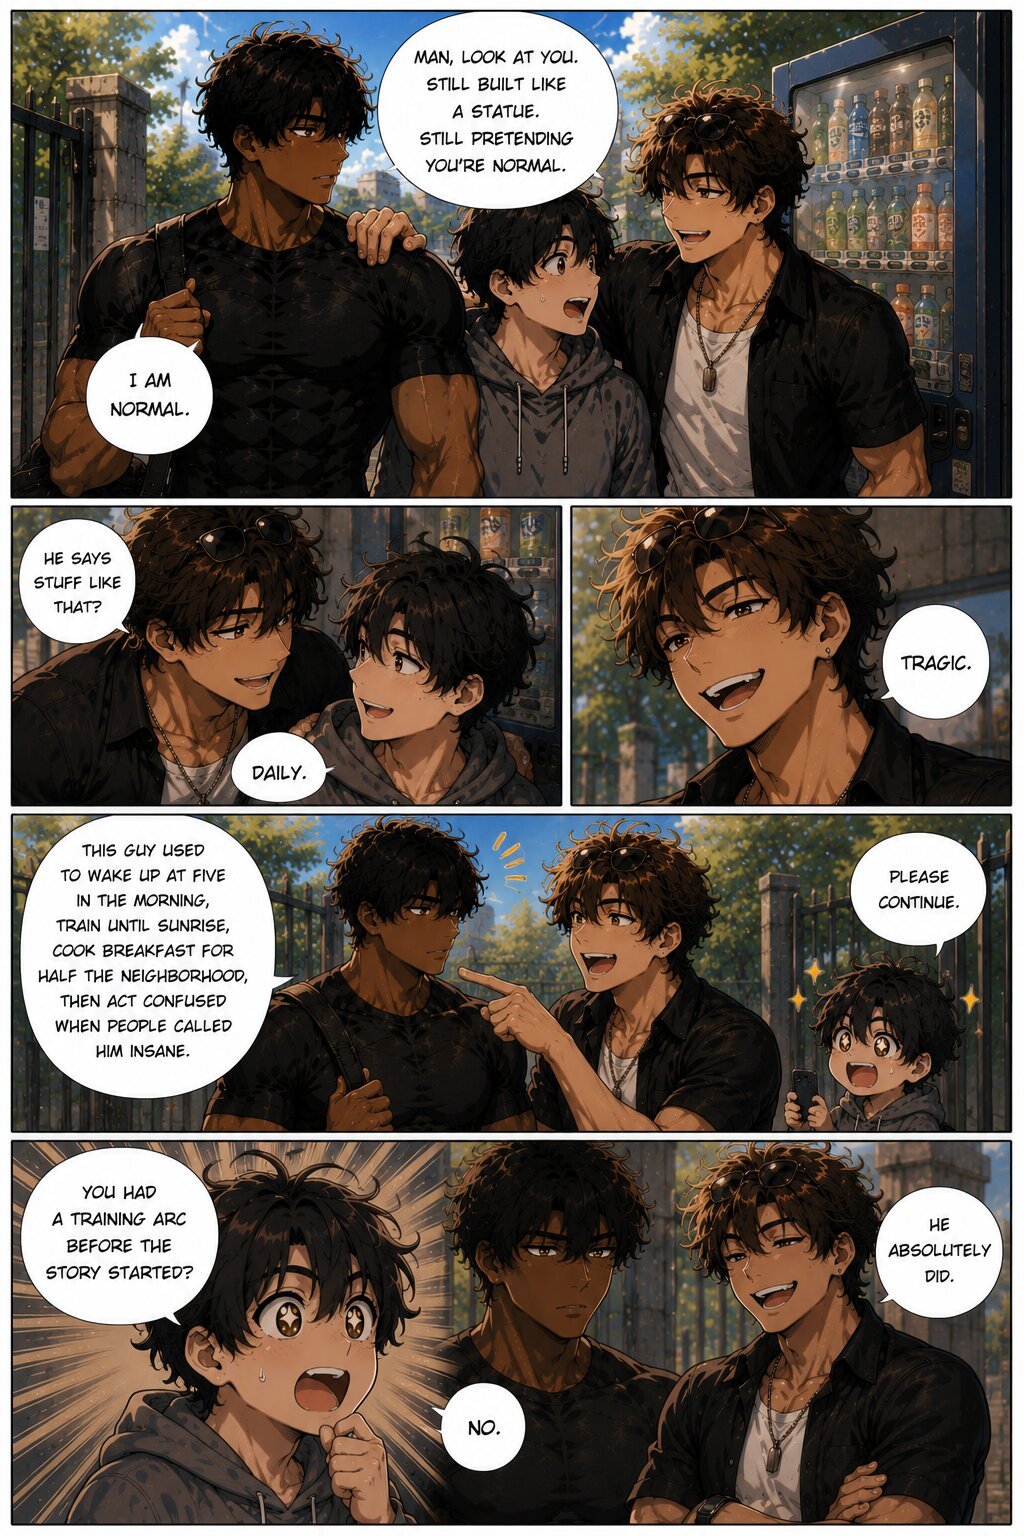 MAN, LOOK AT YOU.
STILL BUILT LIKE
A STATUE.
STILL PRETENDING
YOU'RE NORMAL.
I AM
NORMAL.
HE SAYS
STUFF LIKE
THAT?
DAILY.
TRAGIC.
THIS GUY USED
TO WAKE UP AT FIVE
IN THE MORNING,
TRAIN UNTIL SUNRISE,
COOK BREAKFAST FOR
HALF THE NEIGHBORHOOD,
THEN ACT CONFUSED
WHEN PEOPLE CALLED
HIM INSANE.
PLEASE
CONTINUE.
YOU HAD
A TRAINING ARC
BEFORE THE
STORY STARTED?
NO.
HE
ABSOLUTELY
DID.